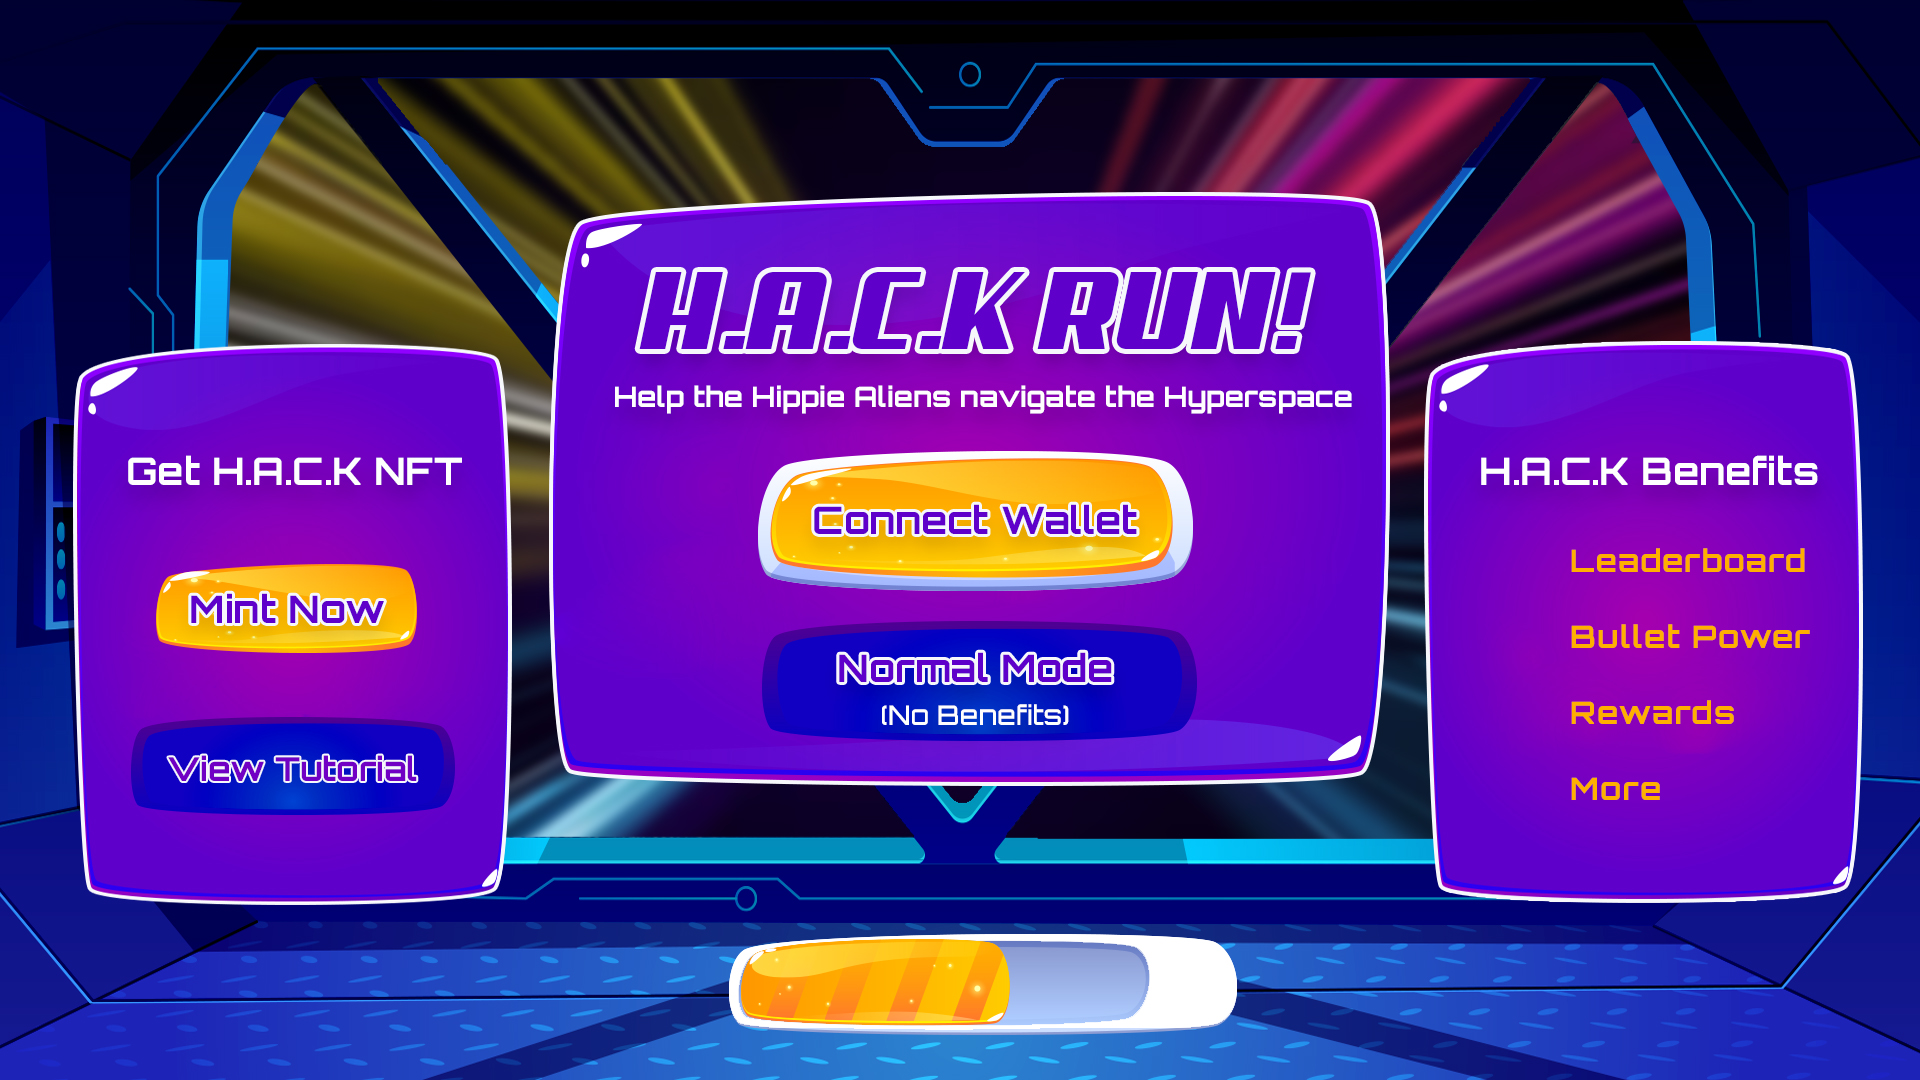 H.A.C.K RUN!
Help the Hippie Aliens navigate the Hyperspace
Connect Wallet
Normal Mode
(No Benefits)
Get H.A.C.K NFT
Mint Now
View Tutorial
H.A.C.K Benefits
Leaderboard
Bullet Power
Rewards
More